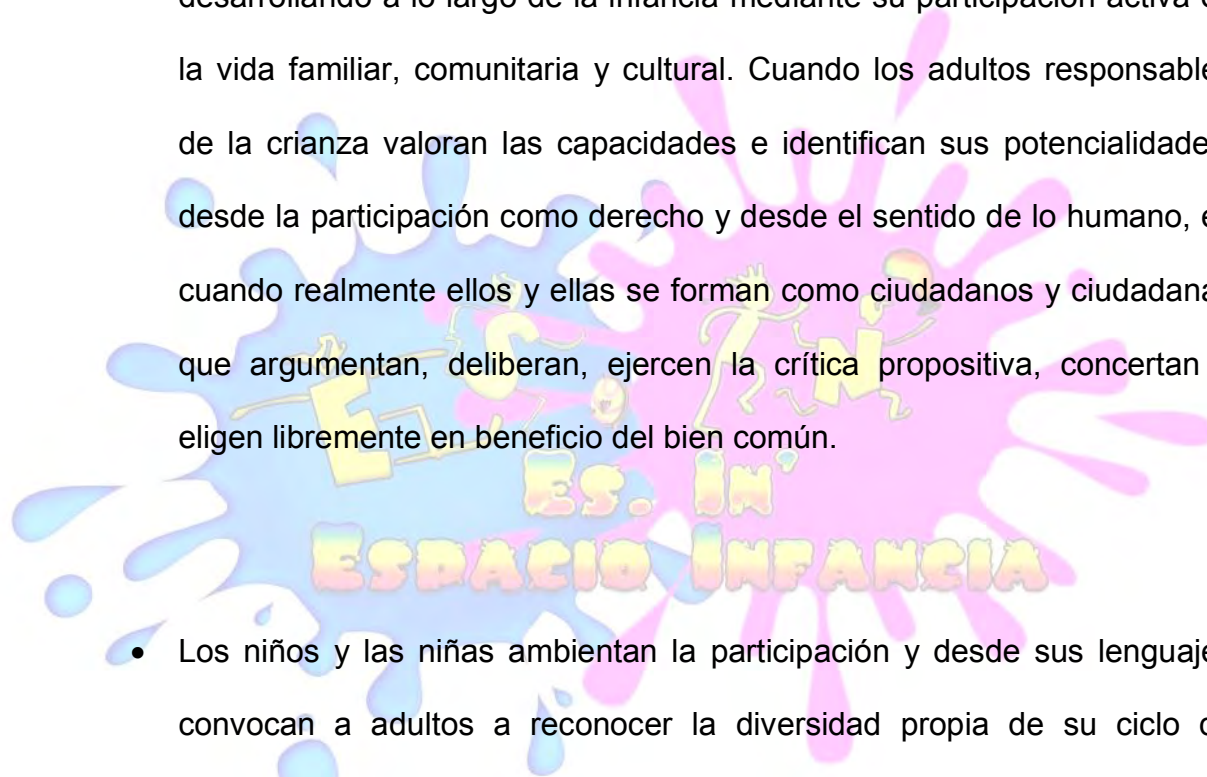 desarrollando a lo largo de la infancia mediante su participación activa
la vida familiar, comunitaria y cultural. Cuando los adultos responsable
de la crianza valoran las capacidades e identifican sus potencialidade
desde la participación como derecho y desde el sentido de lo humano, e
cuando realmente ellos y ellas se forman como ciudadanos y ciudadana
que argumentan, deliberan, ejercen la crítica propositiva, concertan
eligen libremente en beneficio del bien común.
E S I N
Es. In'
Espacio Infancia
• Los niños y las niñas ambientan la participación y desde sus lenguaje
convocan a adultos a reconocer la diversidad propia de su ciclo d